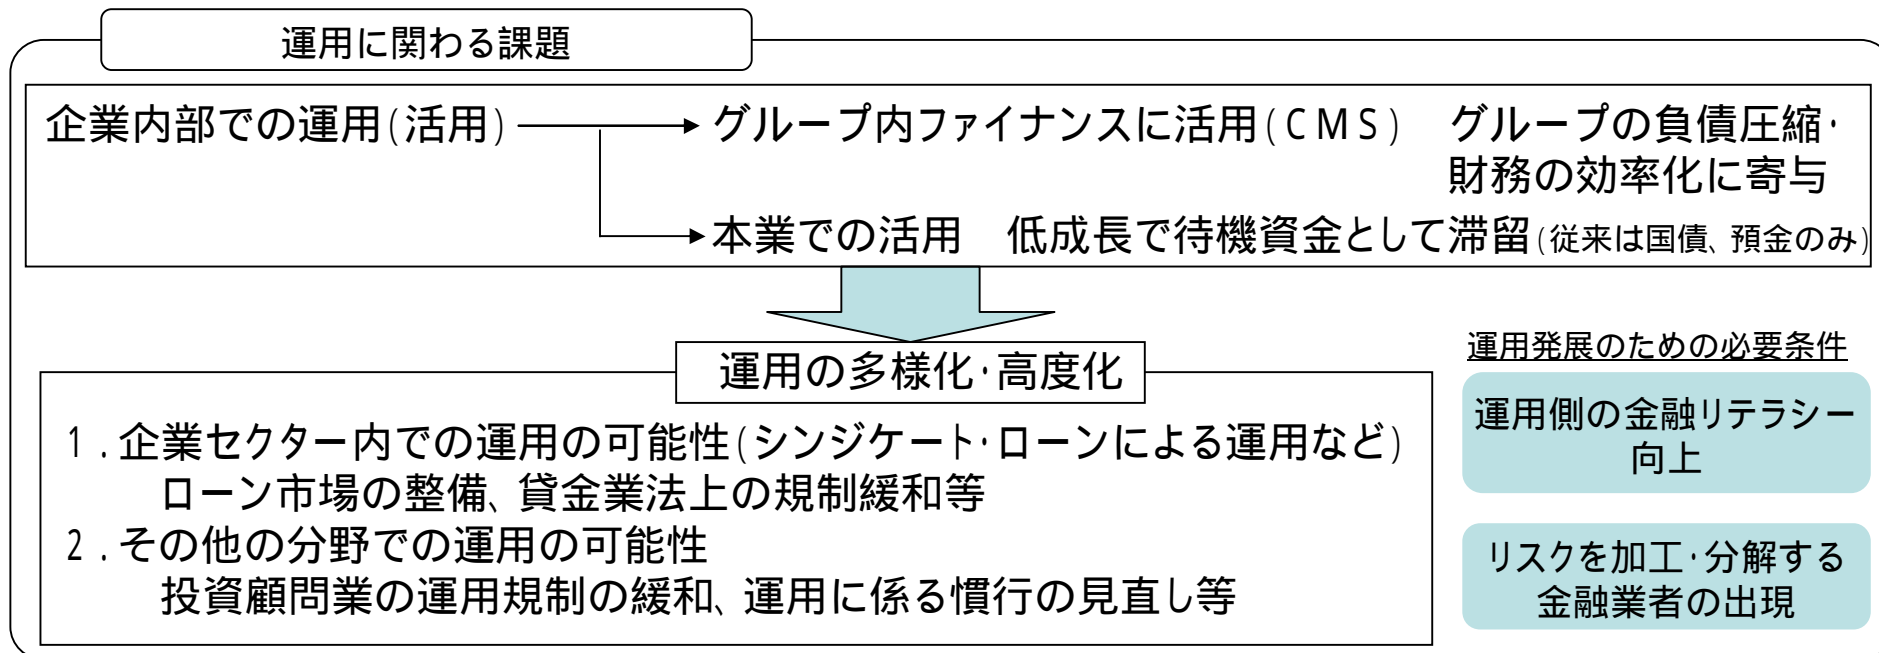 運用に関わる課題
企業内部での運用(活用) グループ内ファイナンスに活用(CMS) グループの負債圧縮・
財務の効率化に寄与
本業での活用 低成長で待機資金として滞留(従来は国債、預金のみ)
運用の多様化・高度化
1.企業セクター内での運用の可能性(シンジケート・ローンによる運用など)
ローン市場の整備、貸金業法上の規制緩和等
2.その他の分野での運用の可能性
投資顧問業の運用規制の緩和、運用に係る慣行の見直し等
運用発展のための必要条件
運用側の金融リテラシー
向上
リスクを加工・分解する
金融業者の出現